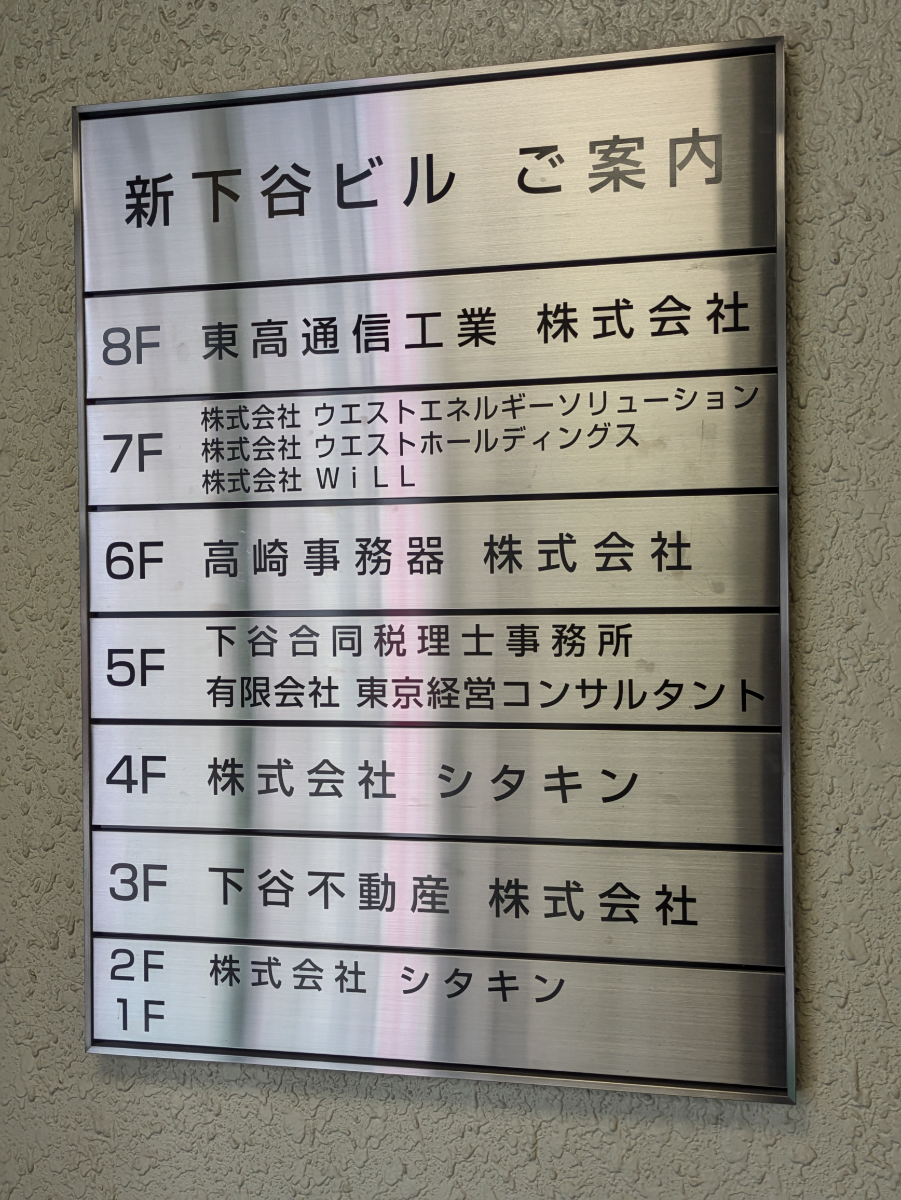 新下谷ビル ご案内
8F 東高通信工業 株式会社
7F 株式会社 ウエストエネルギーソリューション
株式会社 ウエストホールディングス
株式会社 WiLL
6F 高崎事務器 株式会社
5F 下谷合同税理士事務所
有限会社 東京経営コンサルタント
4F 株式会社 シタキン
3F 下谷不動産 株式会社
2F 株式会社 シタキン
1F